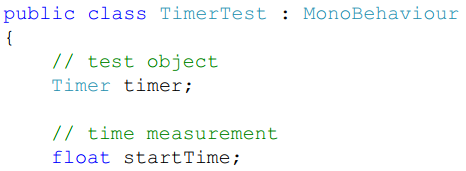 public class TimerTest : MonoBehaviour
{
    // test object
    Timer timer;

    // time measurement
    float startTime;